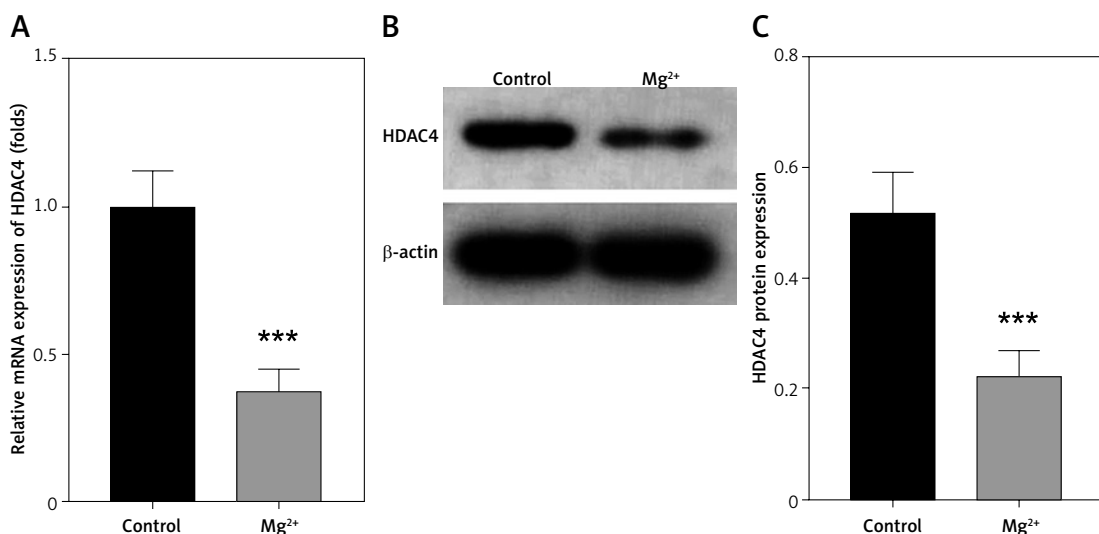 A
Relative mRNA expression of HDAC4 (folds)
1.5
1.0
0.5
0
***
Control
Mg²⁺
B
Control
Mg²⁺
HDAC4
β-actin
C
HDAC4 protein expression
0.8
0.6
0.4
0.2
0
***
Control
Mg²⁺